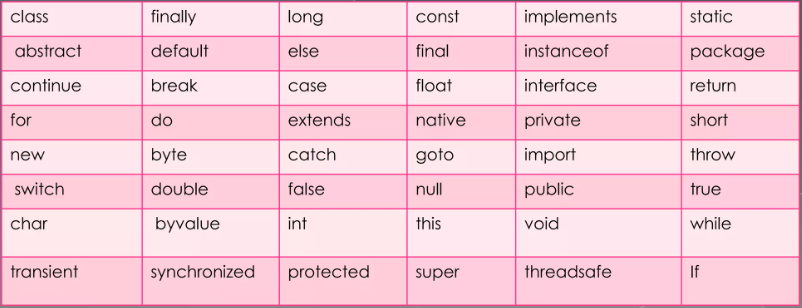 class finally long const implements static
abstract default else final instanceof package
continue break case float interface return
for do extends native private short
new byte catch goto import throw
switch double false null public true
char byvalue int this void while
transient synchronized protected super threadsafe If